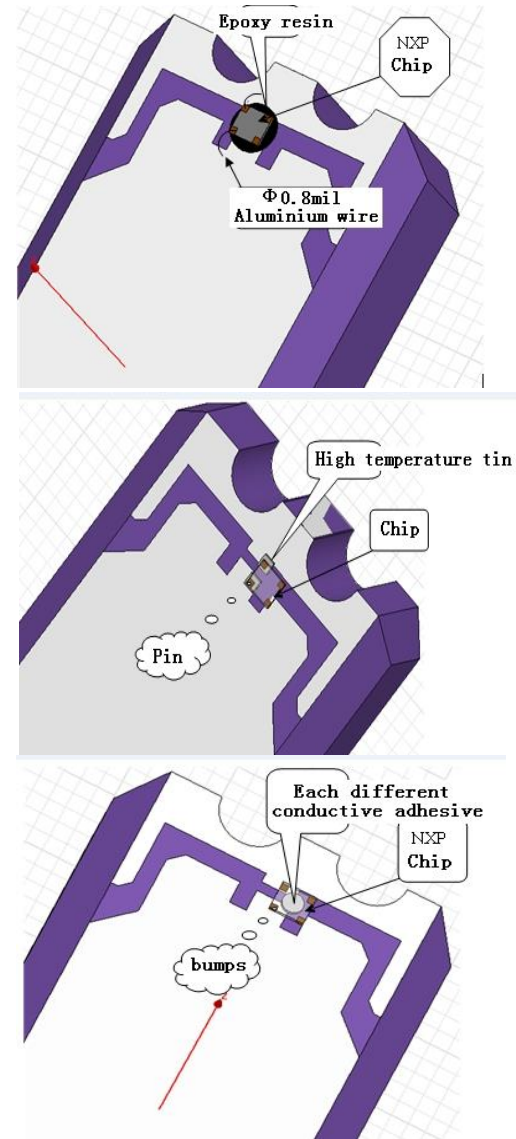 Epoxy resin
NXP
Chip
Φ0.8mil
Aluminium wire
High temperature tin
Chip
Pin
Each different
conductive adhesive
NXP
Chip
bumps